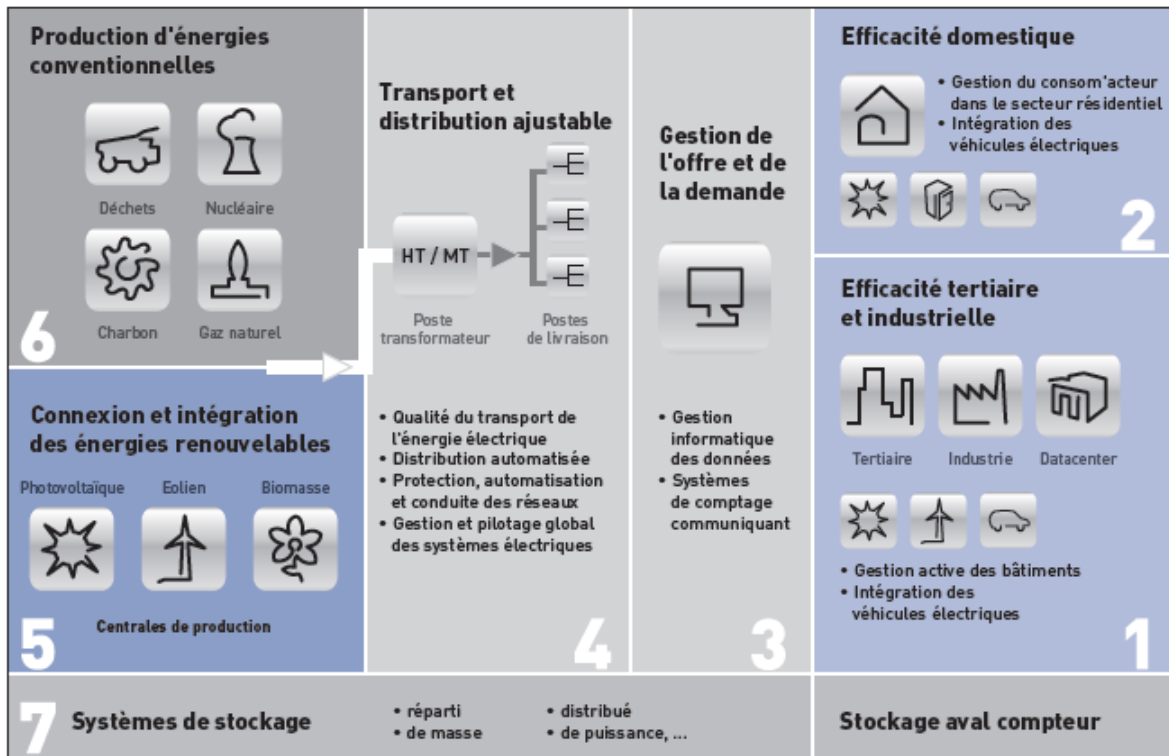 Production d'énergies
conventionnelles
Déchets
Nucléaire
Charbon
Gaz naturel
6
Connexion et intégration
des énergies renouvelables
Photovoltaïque
Eolien
Biomasse
Centrales de production
5
Transport et
distribution ajustable
HT / MT
Poste
transformateur
Postes
de livraison
• Qualité du transport de
l'énergie électrique
• Distribution automatisée
• Protection, automatisation
et conduite des réseaux
• Gestion et pilotage global
des systèmes électriques
4
Gestion de
l'offre et de
la demande
• Gestion
informatique
des données
• Systèmes
de comptage
communiquant
3
Efficacité domestique
• Gestion du consom'acteur
dans le secteur résidentiel
• Intégration des
véhicules électriques
2
Efficacité tertiaire
et industrielle
Tertiaire
Industrie
Datacenter
• Gestion active des bâtiments
• Intégration des
véhicules électriques
1
7 Systèmes de stockage
• réparti
• de masse
• distribué
• de puissance, ...
Stockage aval compteur